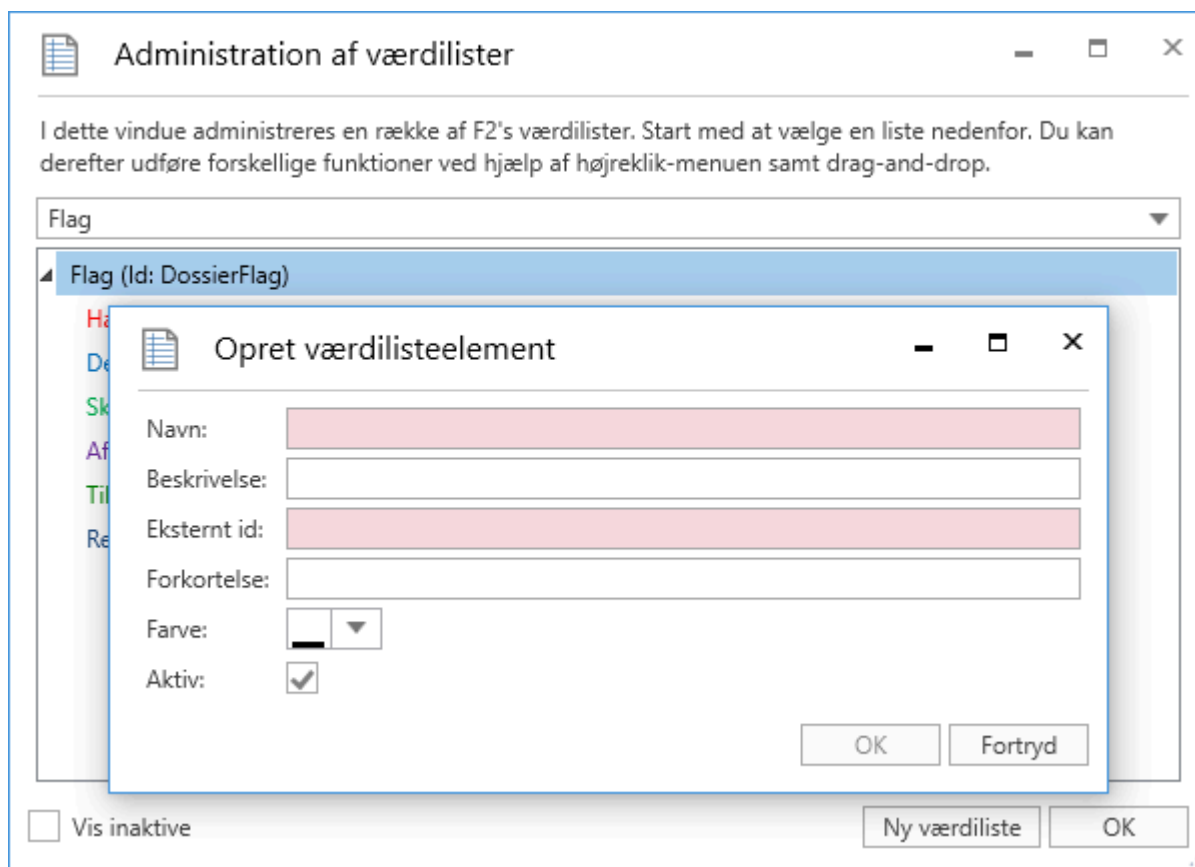 Administration af værdilister
I dette vindue administreres en række af F2's værdilister. Start med at vælge en liste nedenfor. Du kan
derefter udføre forskellige funktioner ved hjælp af højreklik-menuen samt drag-and-drop.
Flag
Flag (Id: DossierFlag)
Opret værdilisteelement
Navn:
Beskrivelse:
Eksternt id:
Forkortelse:
Farve:
Aktiv:
OK Fortryd
Vis inaktive Ny værdiliste OK